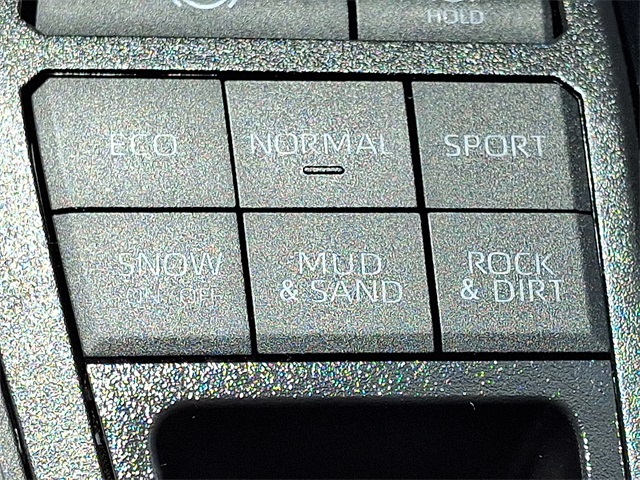 HOLD
ECO
NORMAL
SPORT
SNOW
ON OFF
MUD
& SAND
ROCK
& DIRT